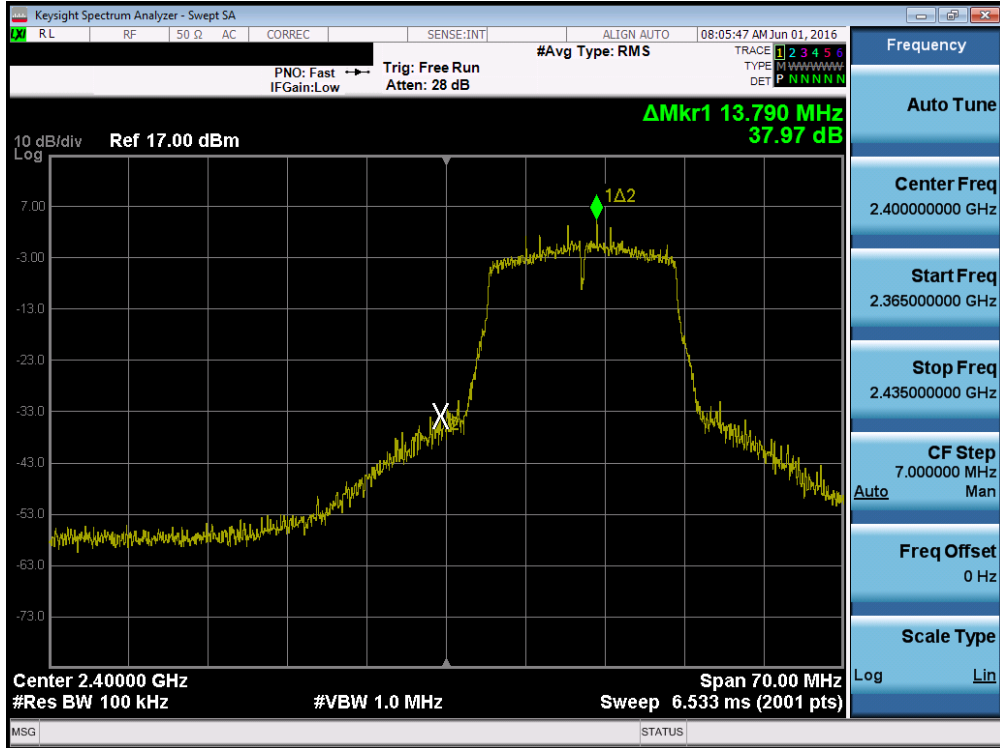 Keysight Spectrum Analyzer - Swept SA
LXI RL RF 50 Ω AC CORREC SENSE:INT ALIGN AUTO 08:05:47 AM Jun 01, 2016
#Avg Type: RMS TRACE 1 2 3 4 5 6
PNO: Fast Trig: Free Run TYPE M WWWWW
IFGain:Low Atten: 28 dB DET P N N N N N
ΔMkr1 13.790 MHz
37.97 dB
10 dB/div Ref 17.00 dBm
Log
1Δ2
7.00
-3.00
-13.0
-23.0
-33.0
-43.0
-53.0
-63.0
-73.0
Center 2.40000 GHz Span 70.00 MHz
#Res BW 100 kHz #VBW 1.0 MHz Sweep 6.533 ms (2001 pts)
MSG STATUS
Frequency
Auto Tune
Center Freq
2.400000000 GHz
Start Freq
2.365000000 GHz
Stop Freq
2.435000000 GHz
CF Step
7.000000 MHz
Auto Man
Freq Offset
0 Hz
Scale Type
Log Lin